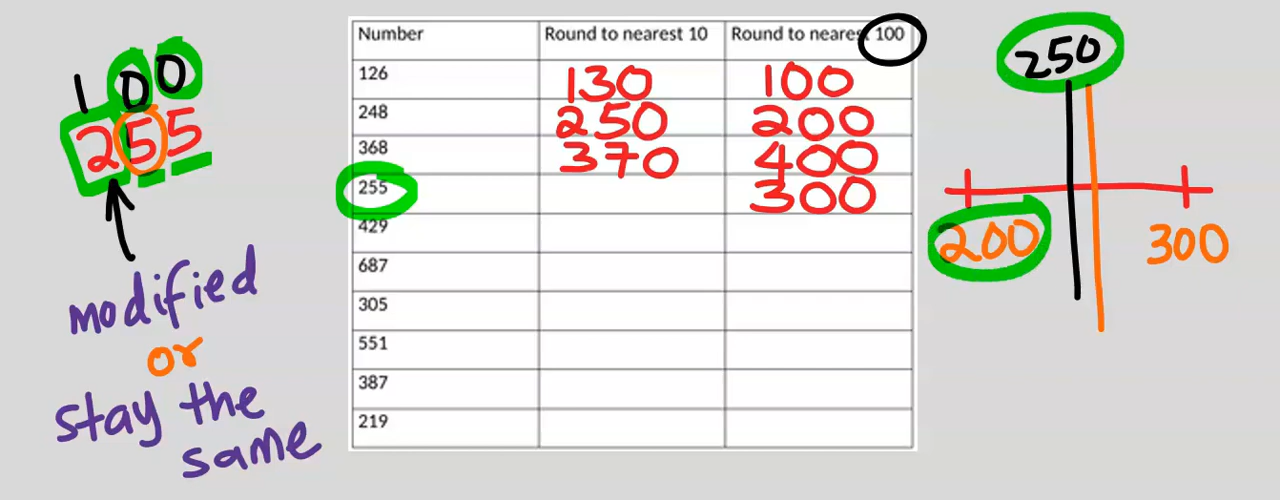 100
255
modified
or
stay the
same
Number Round to nearest 10 Round to nearest 100
126 130 100
248 250 200
368 370 400
255 300
429
687
305
551
387
219
250
200 300